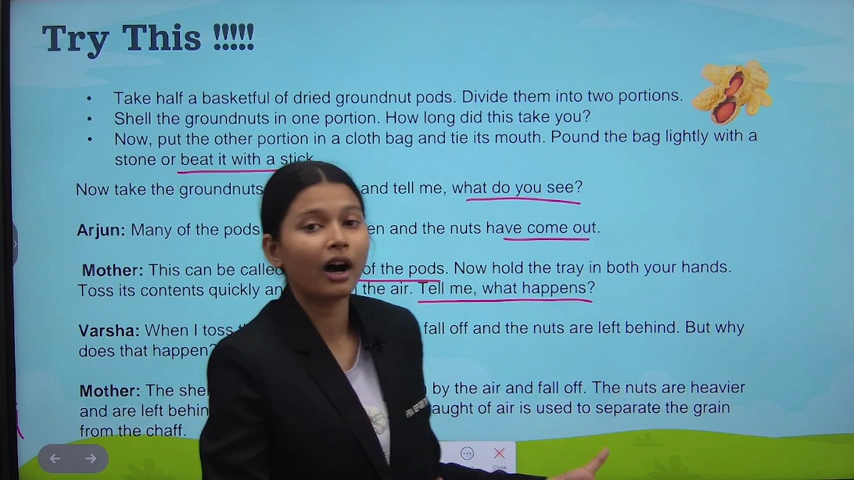 Try This !!!!!
• Take half a basketful of dried groundnut pods. Divide them into two portions.
• Shell the groundnuts in one portion. How long did this take you?
• Now, put the other portion in a cloth bag and tie its mouth. Pound the bag lightly with a
stone or beat it with a stick.
Now take the groundnuts and tell me, what do you see?
Arjun: Many of the pods and the nuts have come out.
Mother: This can be called of the pods. Now hold the tray in both your hands.
Toss its contents quickly the air. Tell me, what happens?
Varsha: When I toss fall off and the nuts are left behind. But why
does that happen?
Mother: The by the air and fall off. The nuts are heavier
and are left of air is used to separate the grain
from the chaff.